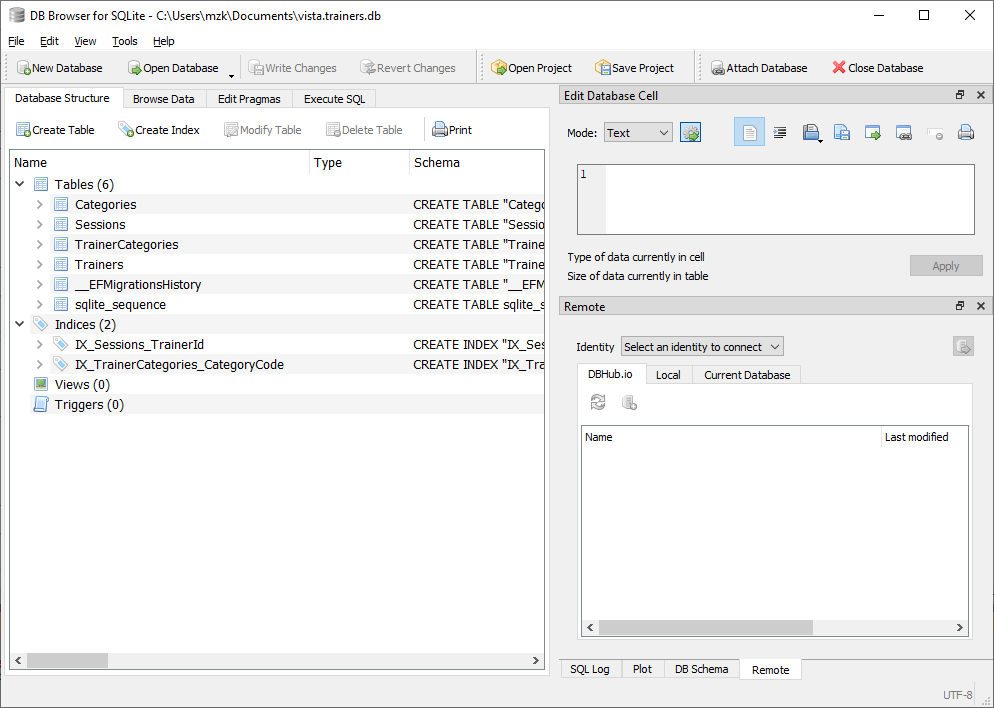 DB Browser for SQLite - C:\Users\mzk\Documents\vista.trainers.db
File Edit View Tools Help
New Database Open Database Write Changes Revert Changes Open Project Save Project Attach Database Close Database
Database Structure Browse Data Edit Pragmas Execute SQL
Create Table Create Index Modify Table Delete Table Print
Name Type Schema
Tables (6)
Categories CREATE TABLE "Catego
Sessions CREATE TABLE "Sessio
TrainerCategories CREATE TABLE "Traine
Trainers CREATE TABLE "Traine
__EFMigrationsHistory CREATE TABLE "__EFM
sqlite_sequence CREATE TABLE sqlite_s
Indices (2)
IX_Sessions_TrainerId CREATE INDEX "IX_Ses
IX_TrainerCategories_CategoryCode CREATE INDEX "IX_Tra
Views (0)
Triggers (0)
Edit Database Cell
Mode: Text
1
Type of data currently in cell
Size of data currently in table
Apply
Remote
Identity Select an identity to connect
DBHub.io Local Current Database
Name Last modified
SQL Log Plot DB Schema Remote
UTF-8